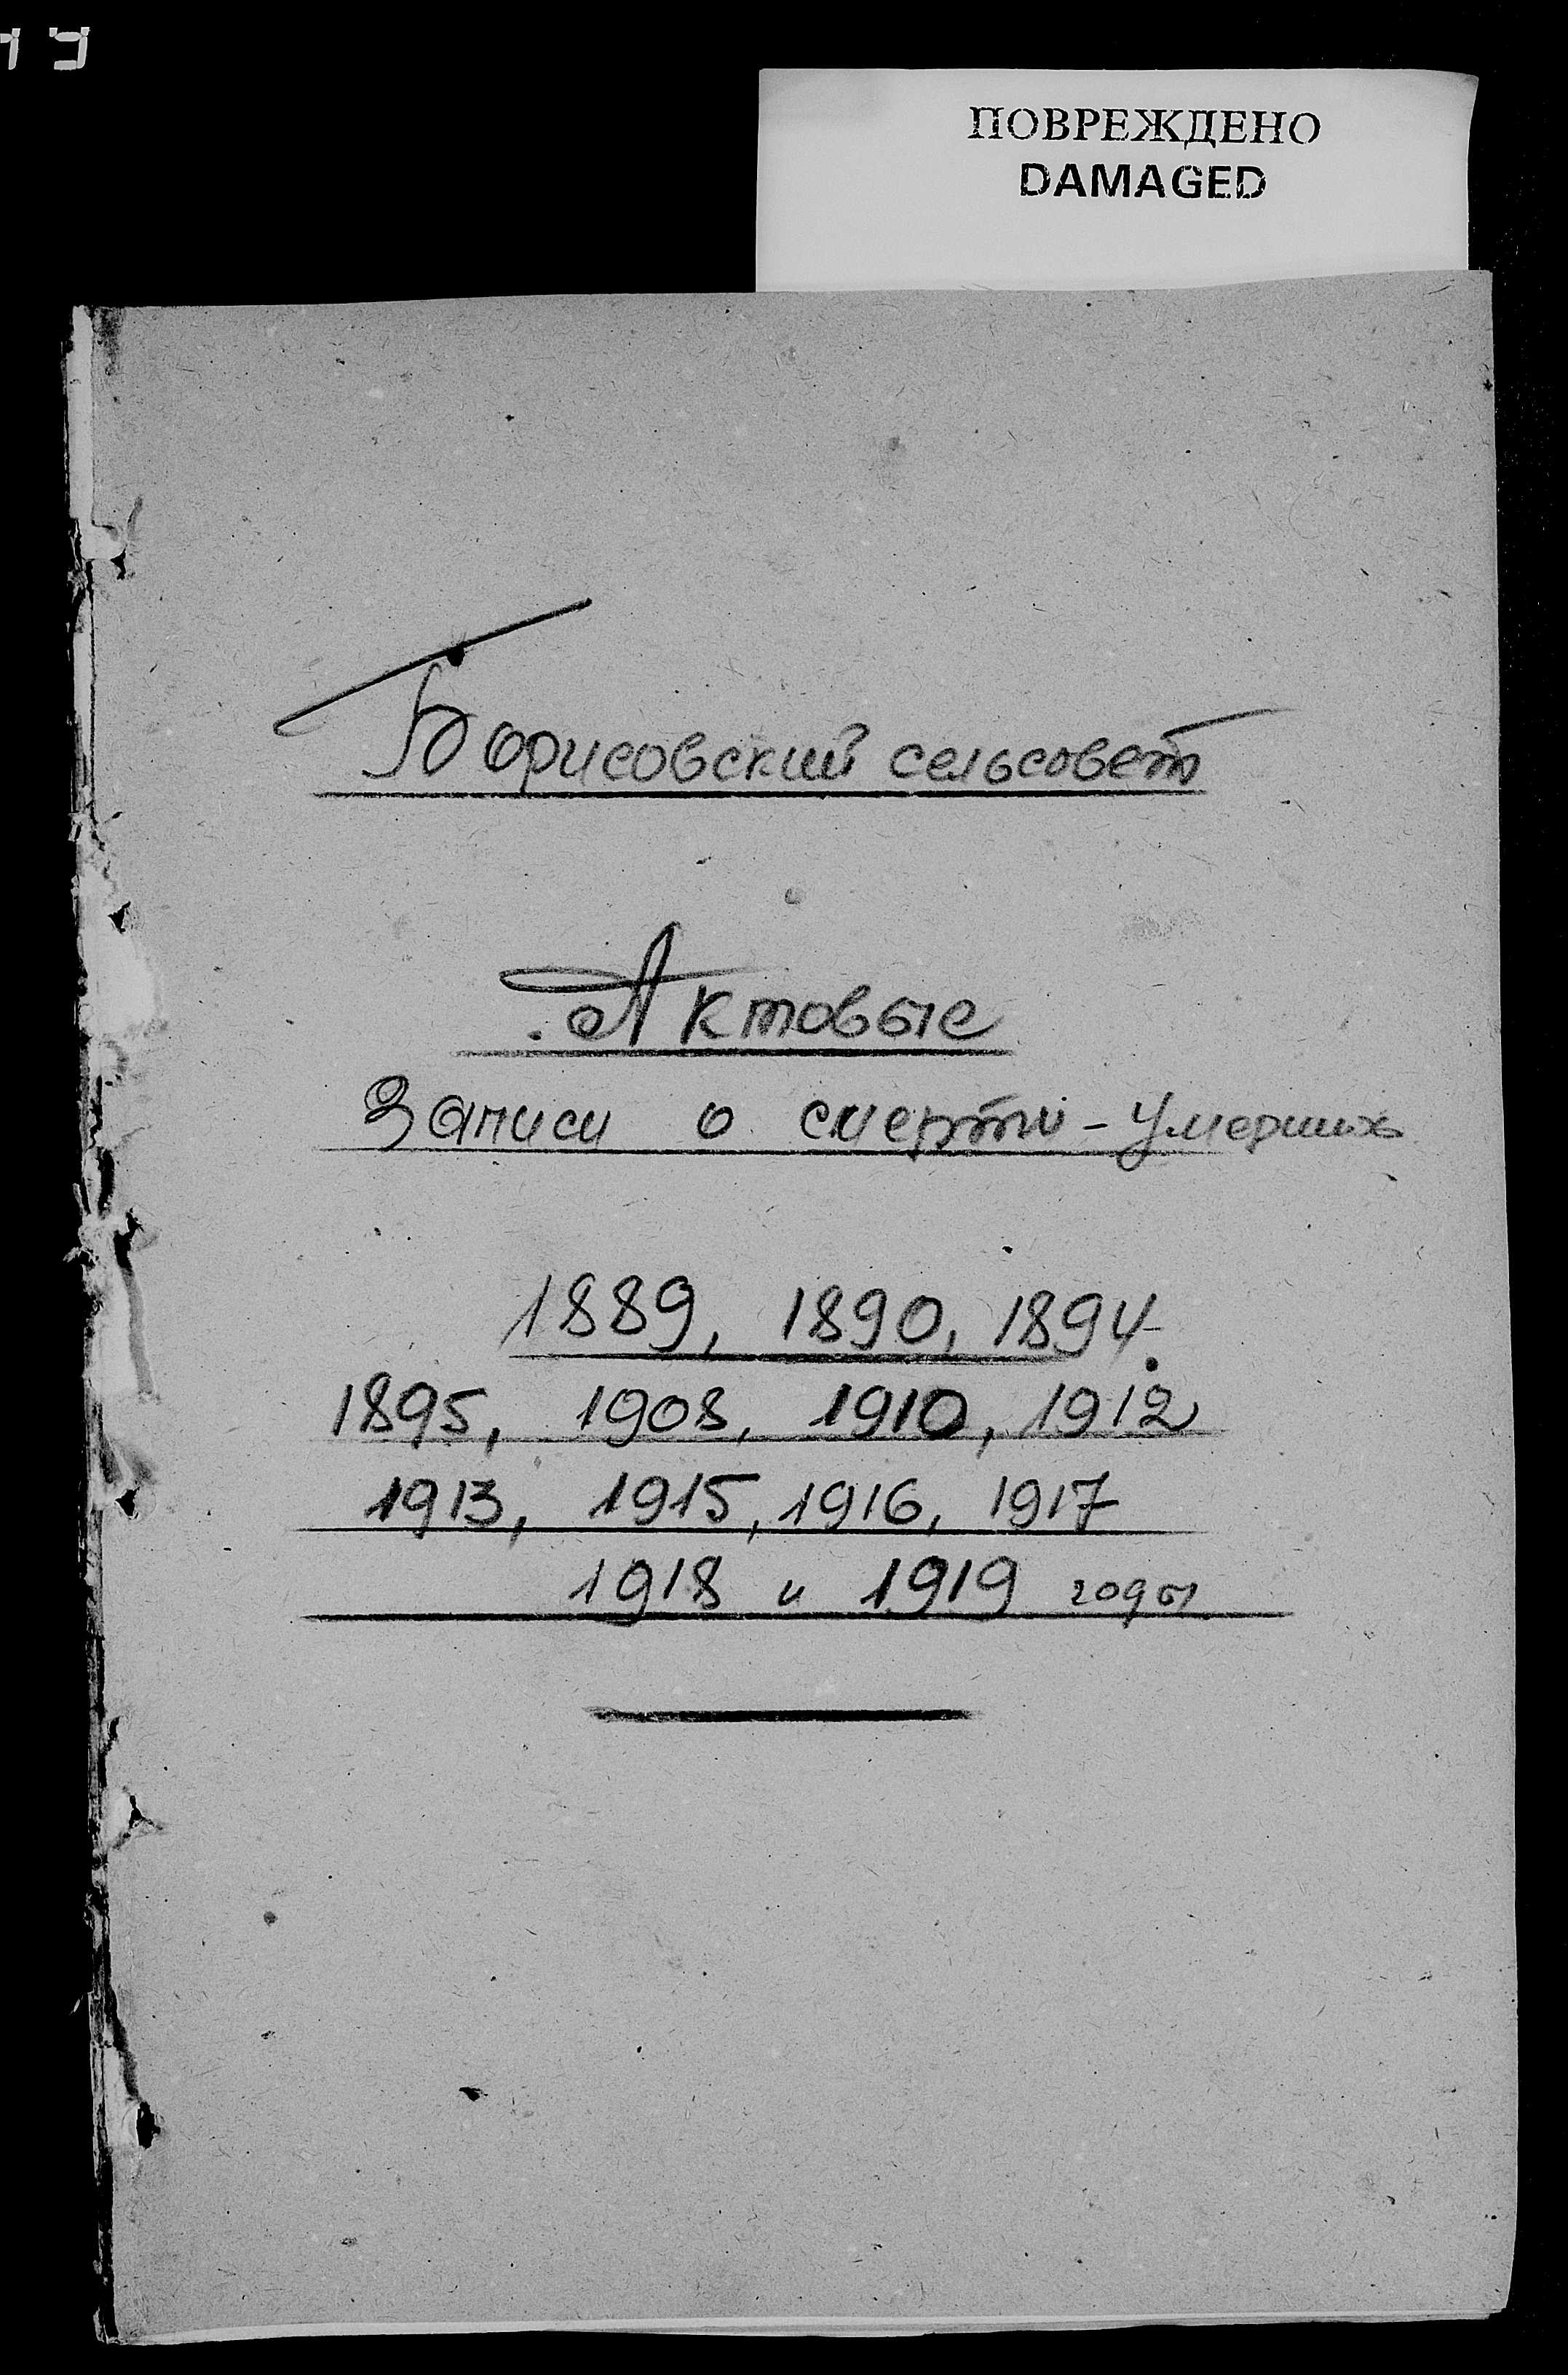 ПОВРЕЖДЕНО
DAMAGED
Борисовский сельсовет
Актовые
Записи о смерти - Умерших
1889, 1890, 1894.
1895, 1908, 1910, 1912
1913, 1915, 1916, 1917
1918 и 1919 годы